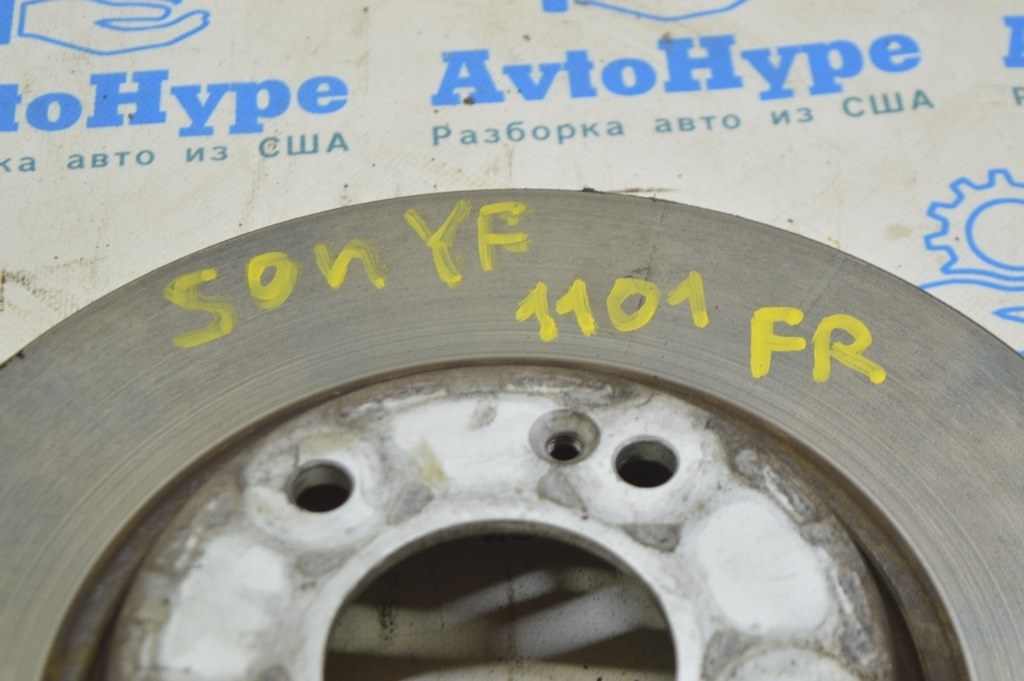 toHype
ка авто из США
AvtoHype
Разборка авто из США
son YF
1101 FR